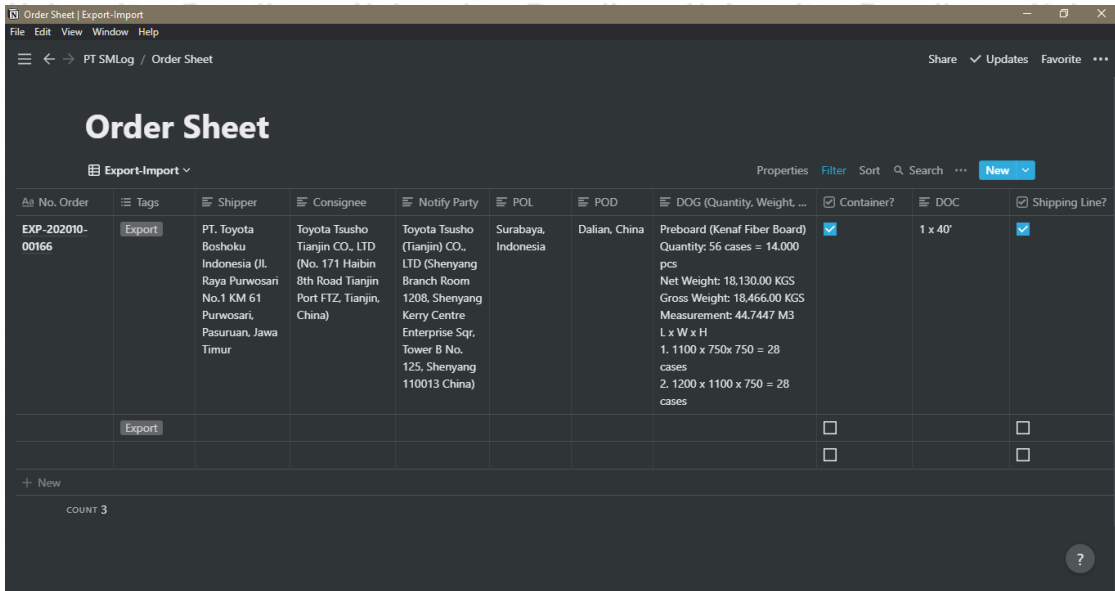 Order Sheet | Export-Import
File Edit View Window Help
PT SMLog / Order Sheet
Share Updates Favorite
Order Sheet
Export-Import
Properties Filter Sort Search New
Aa No. Order Tags Shipper Consignee Notify Party POL POD DOG (Quantity, Weight, ... Container? DOC Shipping Line?
EXP-202010-
00166
Export
PT. Toyota
Boshoku
Indonesia (Jl.
Raya Purwosari
No.1 KM 61
Purwosari,
Pasuruan, Jawa
Timur
Toyota Tsusho
Tianjin CO., LTD
(No. 171 Haibin
8th Road Tianjin
Port FTZ, Tianjin,
China)
Toyota Tsusho
(Tianjin) CO.,
LTD (Shenyang
Branch Room
1208, Shenyang
Kerry Centre
Enterprise Sqr,
Tower B No.
125, Shenyang
110013 China)
Surabaya,
Indonesia
Dalian, China
Preboard (Kenaf Fiber Board)
Quantity: 56 cases = 14.000
pcs
Net Weight: 18,130.00 KGS
Gross Weight: 18,466.00 KGS
Measurement: 44.7447 M3
L x W x H
1. 1100 x 750x 750 = 28
cases
2. 1200 x 1100 x 750 = 28
cases
1 x 40'
Export
+ New
COUNT 3
?